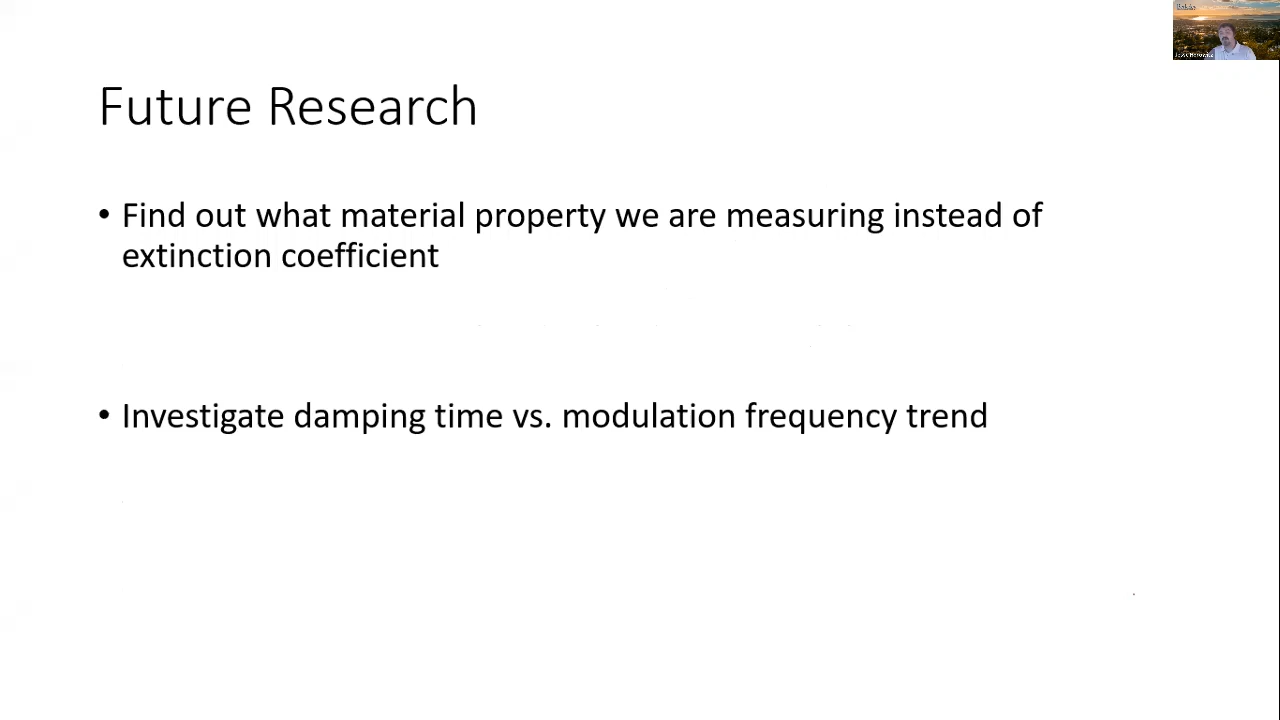 Future Research
• Find out what material property we are measuring instead of
extinction coefficient
• Investigate damping time vs. modulation frequency trend